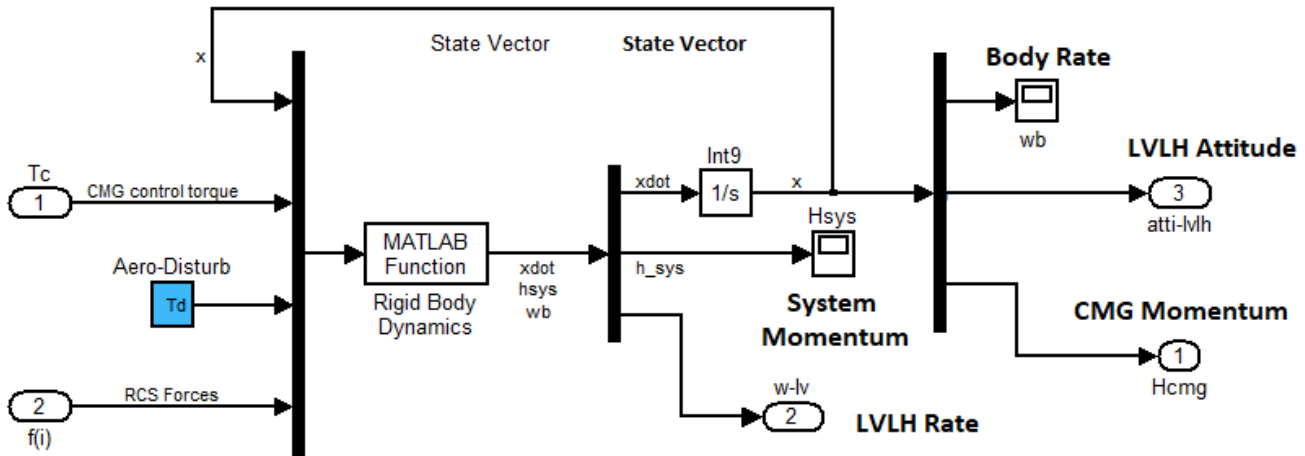 State Vector
State Vector
x
Body Rate
wb
LVLH Attitude
3
atti-lvlh
Tc
1
CMG control torque
Int9
xdot
1/s
x
Hsys
h_sys
MATLAB
Function
Rigid Body
Dynamics
xdot
hsys
wb
Aero-Disturb
Td
System
Momentum
CMG Momentum
1
Hcmg
RCS Forces
2
f(i)
w-lv
2
LVLH Rate